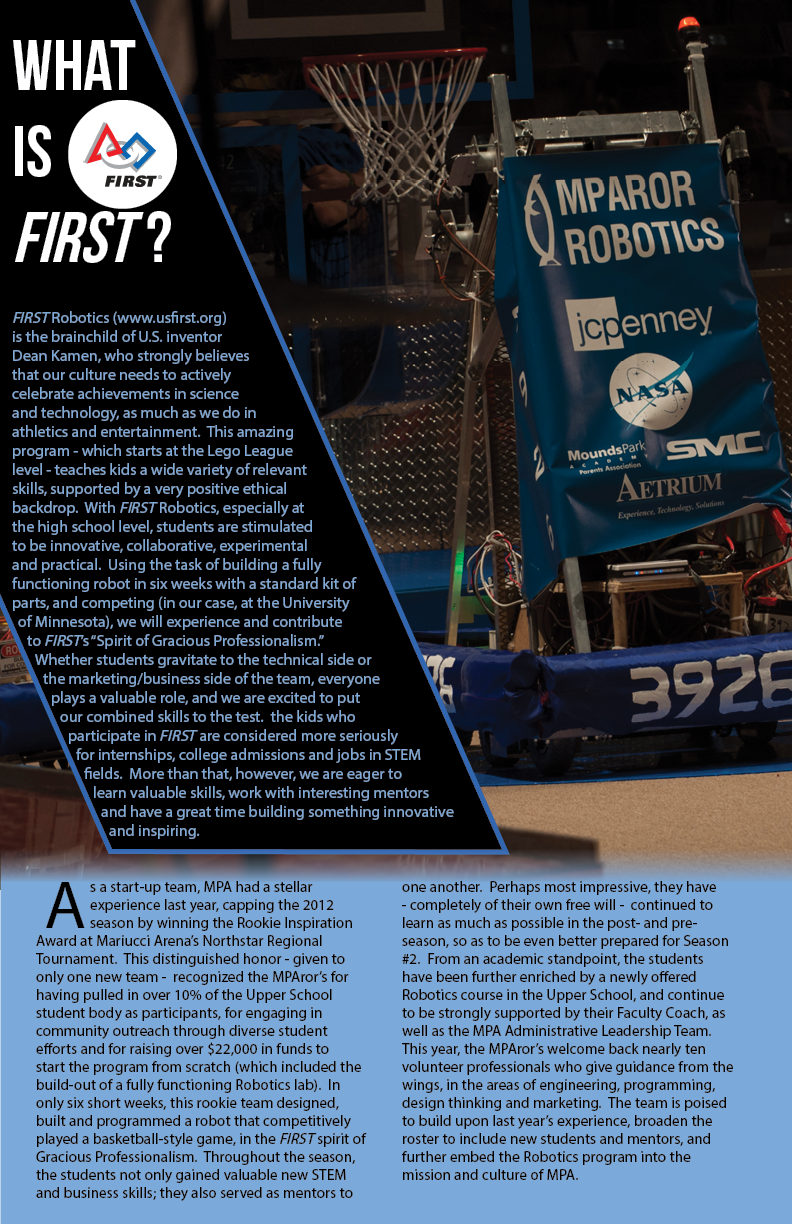 WHAT
IS FIRST®
FIRST?
FIRST Robotics (www.usfirst.org)
is the brainchild of U.S. inventor
Dean Kamen, who strongly believes
that our culture needs to actively
celebrate achievements in science
and technology, as much as we do in
athletics and entertainment.  This amazing
program - which starts at the Lego League
level - teaches kids a wide variety of relevant
skills, supported by a very positive ethical
backdrop.  With FIRST Robotics, especially at
the high school level, students are stimulated
to be innovative, collaborative, experimental
and practical.  Using the task of building a fully
functioning robot in six weeks with a standard kit of
parts, and competing (in our case, at the University
of Minnesota), we will experience and contribute
to FIRST's "Spirit of Gracious Professionalism."
Whether students gravitate to the technical side or
the marketing/business side of the team, everyone
plays a valuable role, and we are excited to put
our combined skills to the test.  the kids who
participate in FIRST are considered more seriously
for internships, college admissions and jobs in STEM
fields.  More than that, however, we are eager to
learn valuable skills, work with interesting mentors
and have a great time building something innovative
and inspiring.
MPAROR
ROBOTICS
jcpenney
NASA
MoundsPark
ACADEMY
Parents Association
SMC
AETRIUM
Experience, Technology, Solutions
3926
As a start-up team, MPA had a stellar
experience last year, capping the 2012
season by winning the Rookie Inspiration
Award at Mariucci Arena's Northstar Regional
Tournament.  This distinguished honor - given to
only one new team -  recognized the MPAror's for
having pulled in over 10% of the Upper School
student body as participants, for engaging in
community outreach through diverse student
efforts and for raising over $22,000 in funds to
start the program from scratch (which included the
build-out of a fully functioning Robotics lab).  In
only six short weeks, this rookie team designed,
built and programmed a robot that competitively
played a basketball-style game, in the FIRST spirit of
Gracious Professionalism.  Throughout the season,
the students not only gained valuable new STEM
and business skills; they also served as mentors to
one another.  Perhaps most impressive, they have
- completely of their own free will -  continued to
learn as much as possible in the post- and pre-
season, so as to be even better prepared for Season
#2.  From an academic standpoint, the students
have been further enriched by a newly offered
Robotics course in the Upper School, and continue
to be strongly supported by their Faculty Coach, as
well as the MPA Administrative Leadership Team.
This year, the MPAror's welcome back nearly ten
volunteer professionals who give guidance from the
wings, in the areas of engineering, programming,
design thinking and marketing.  The team is poised
to build upon last year's experience, broaden the
roster to include new students and mentors, and
further embed the Robotics program into the
mission and culture of MPA.